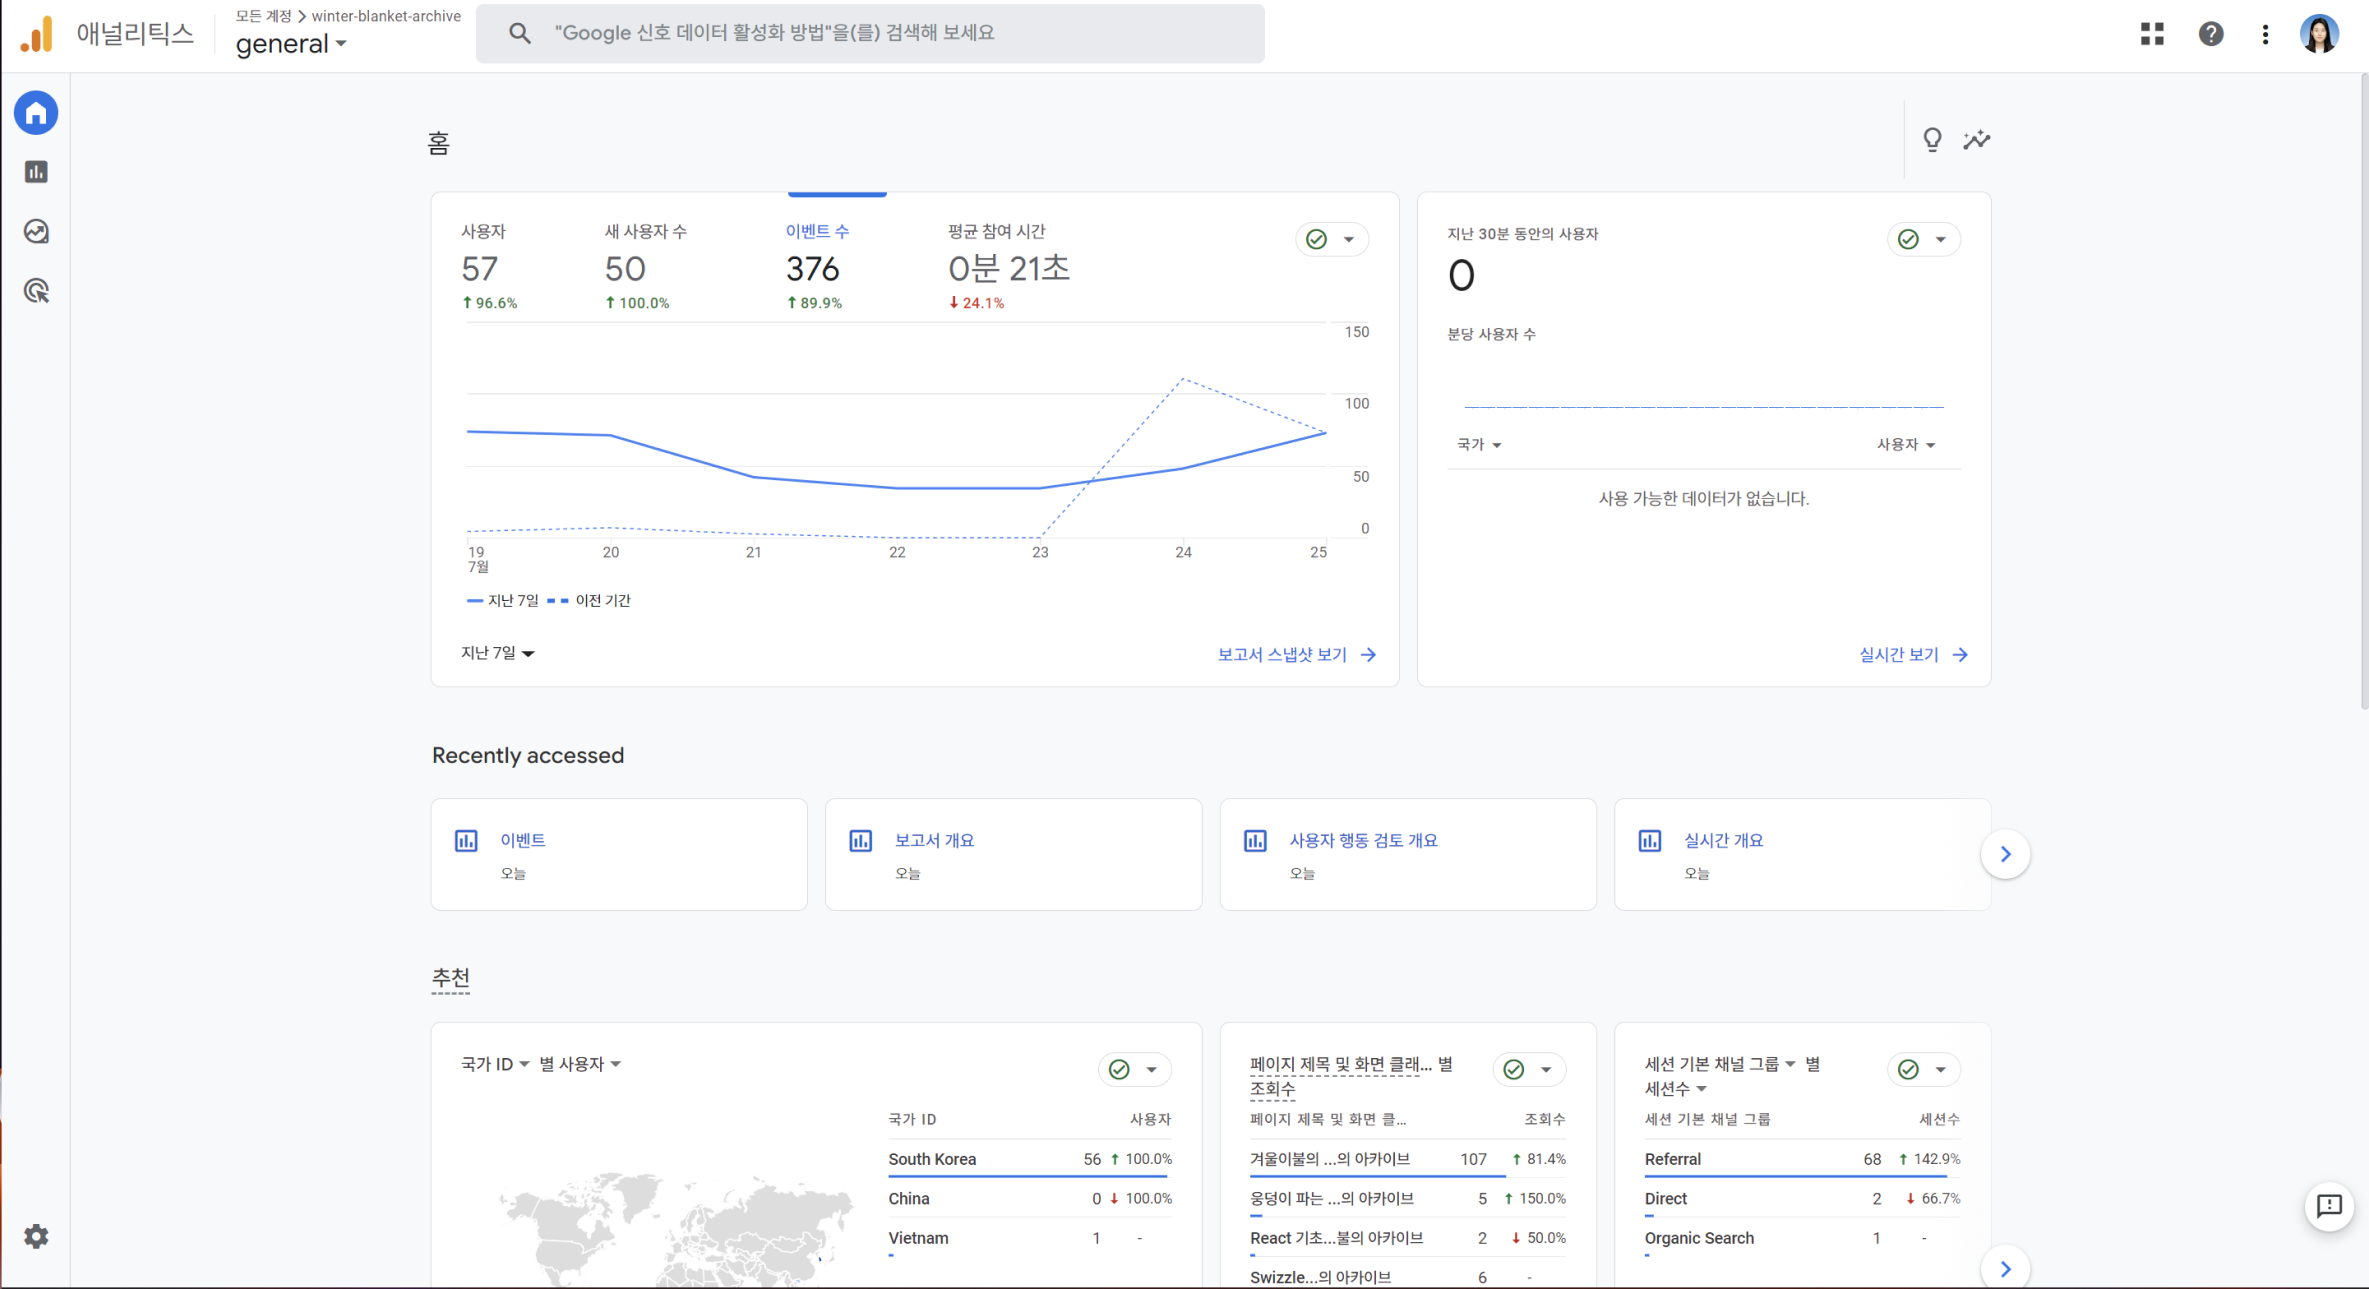 애널리틱스
모든 계정 > winter-blanket-archive
general
"Google 신호 데이터 활성화 방법"을(를) 검색해 보세요
홈
사용자
57
↑ 96.6%
새 사용자 수
50
↑ 100.0%
이벤트 수
376
↑ 89.9%
평균 참여 시간
0분 21초
↓ 24.1%
150
100
50
0
19
7월
20
21
22
23
24
25
지난 7일
이전 기간
지난 7일
보고서 스냅샷 보기 →
지난 30분 동안의 사용자
0
분당 사용자 수
국가
사용자
사용 가능한 데이터가 없습니다.
실시간 보기 →
Recently accessed
이벤트
오늘
보고서 개요
오늘
사용자 행동 검토 개요
오늘
실시간 개요
오늘
추천
국가 ID 별 사용자
국가 ID 사용자
South Korea 56 ↑ 100.0%
China 0 ↓ 100.0%
Vietnam 1 -
페이지 제목 및 화면 클래... 별
조회수
페이지 제목 및 화면 클... 조회수
겨울이불의 ...의 아카이브 107 ↑ 81.4%
웅덩이 파는 ...의 아카이브 5 ↑ 150.0%
React 기초...불의 아카이브 2 ↓ 50.0%
Swizzle...의 아카이브 6 -
세션 기본 채널 그룹 별
세션수
세션 기본 채널 그룹 세션수
Referral 68 ↑ 142.9%
Direct 2 ↓ 66.7%
Organic Search 1 -